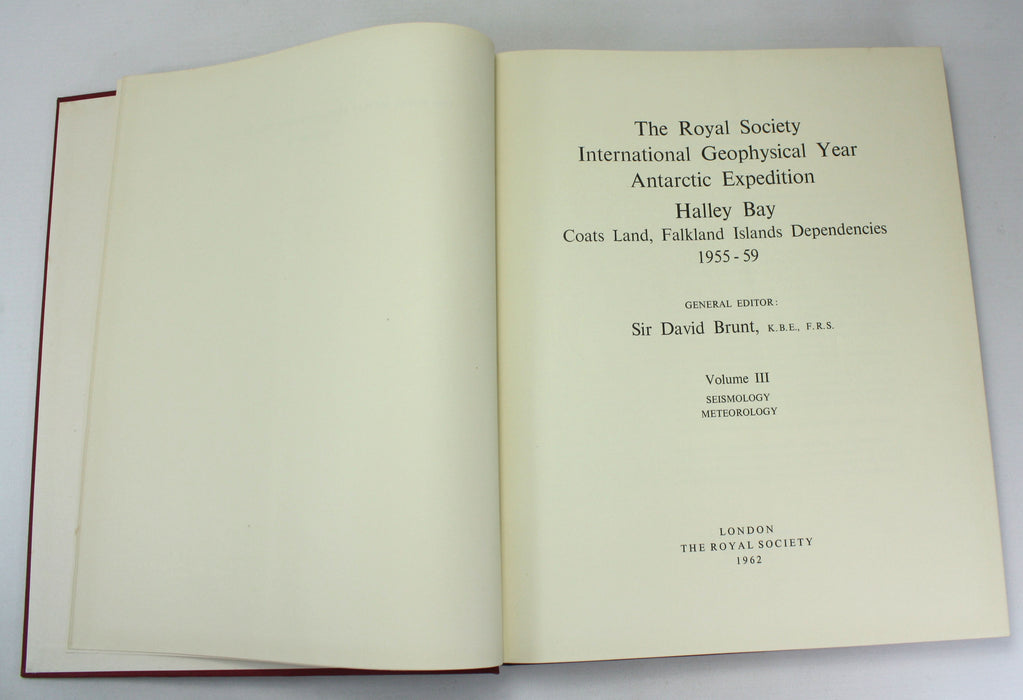 The Royal Society
International Geophysical Year
Antarctic Expedition
Halley Bay
Coats Land, Falkland Islands Dependencies
1955 - 59
GENERAL EDITOR:
Sir David Brunt, K.B.E., F.R.S.
Volume III
SEISMOLOGY
METEOROLOGY
LONDON
THE ROYAL SOCIETY
1962